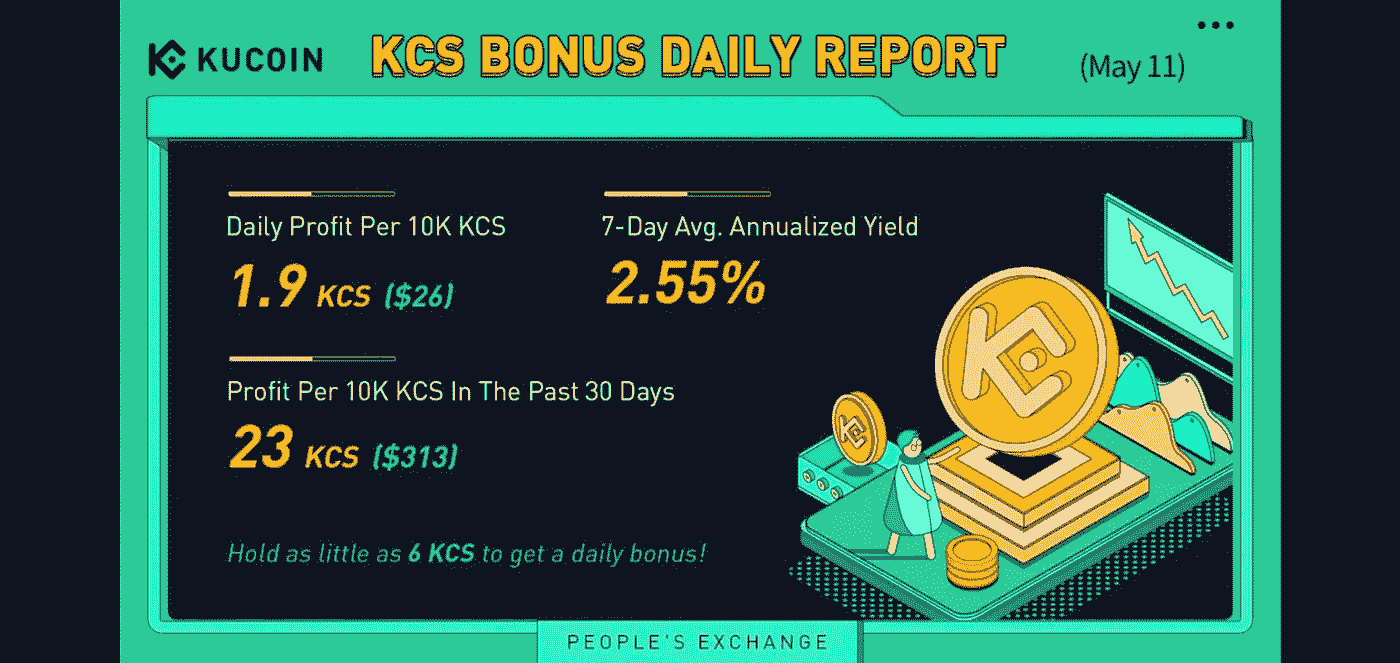 KUCOIN KCS BONUS DAILY REPORT (May 11)
Daily Profit Per 10K KCS
1.9 KCS ($26)
7-Day Avg. Annualized Yield
2.55%
Profit Per 10K KCS In The Past 30 Days
23 KCS ($313)
Hold as little as 6 KCS to get a daily bonus!
PEOPLE'S EXCHANGE